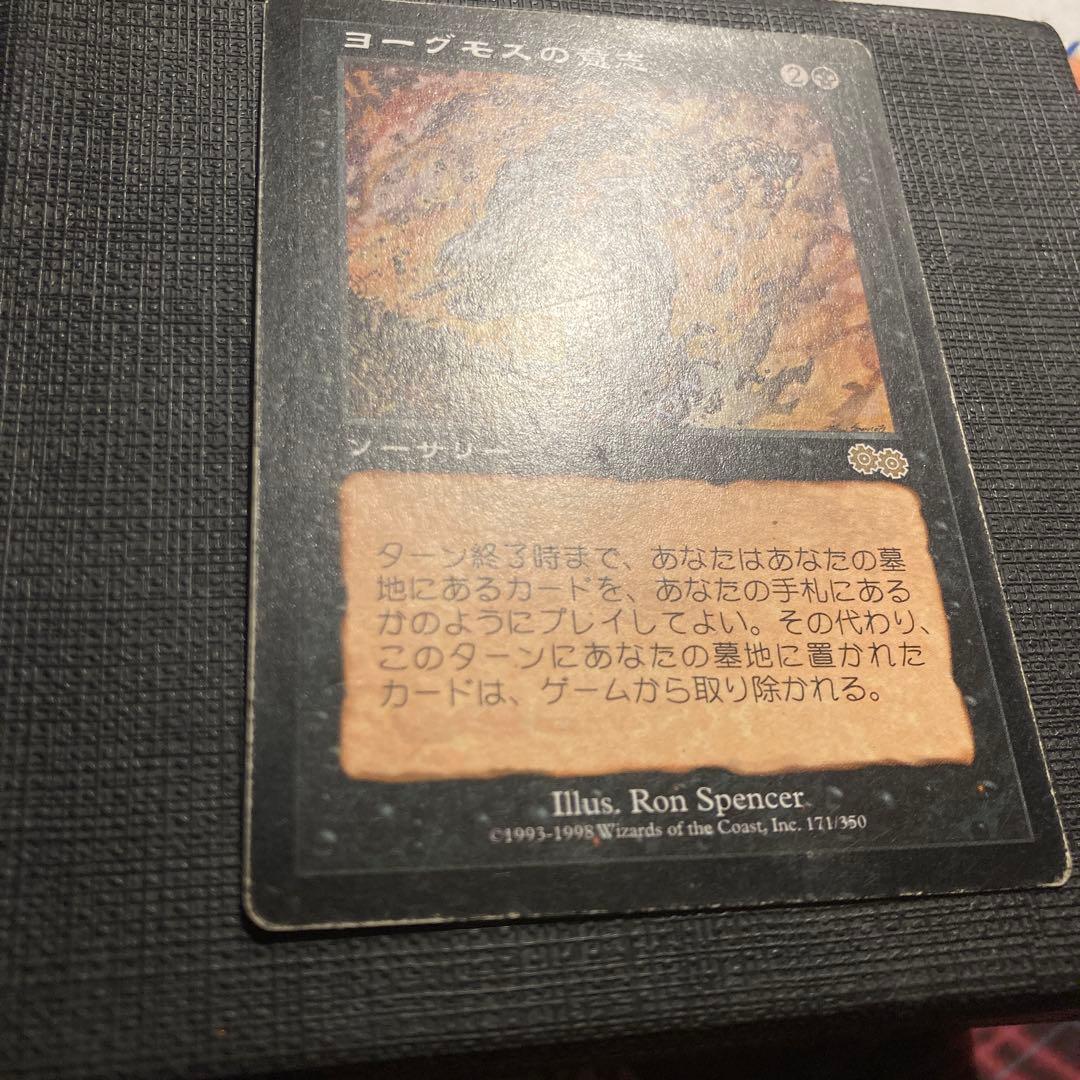 ヨーグモスの意志
2
ソーサリー
ターン終了時まで、あなたはあなたの墓
地にあるカードを、あなたの手札にある
かのようにプレイしてよい。その代わり、
このターンにあなたの墓地に置かれた
カードは、ゲームから取り除かれる。
Illus. Ron Spencer
©1993-1998 Wizards of the Coast, Inc. 171/350